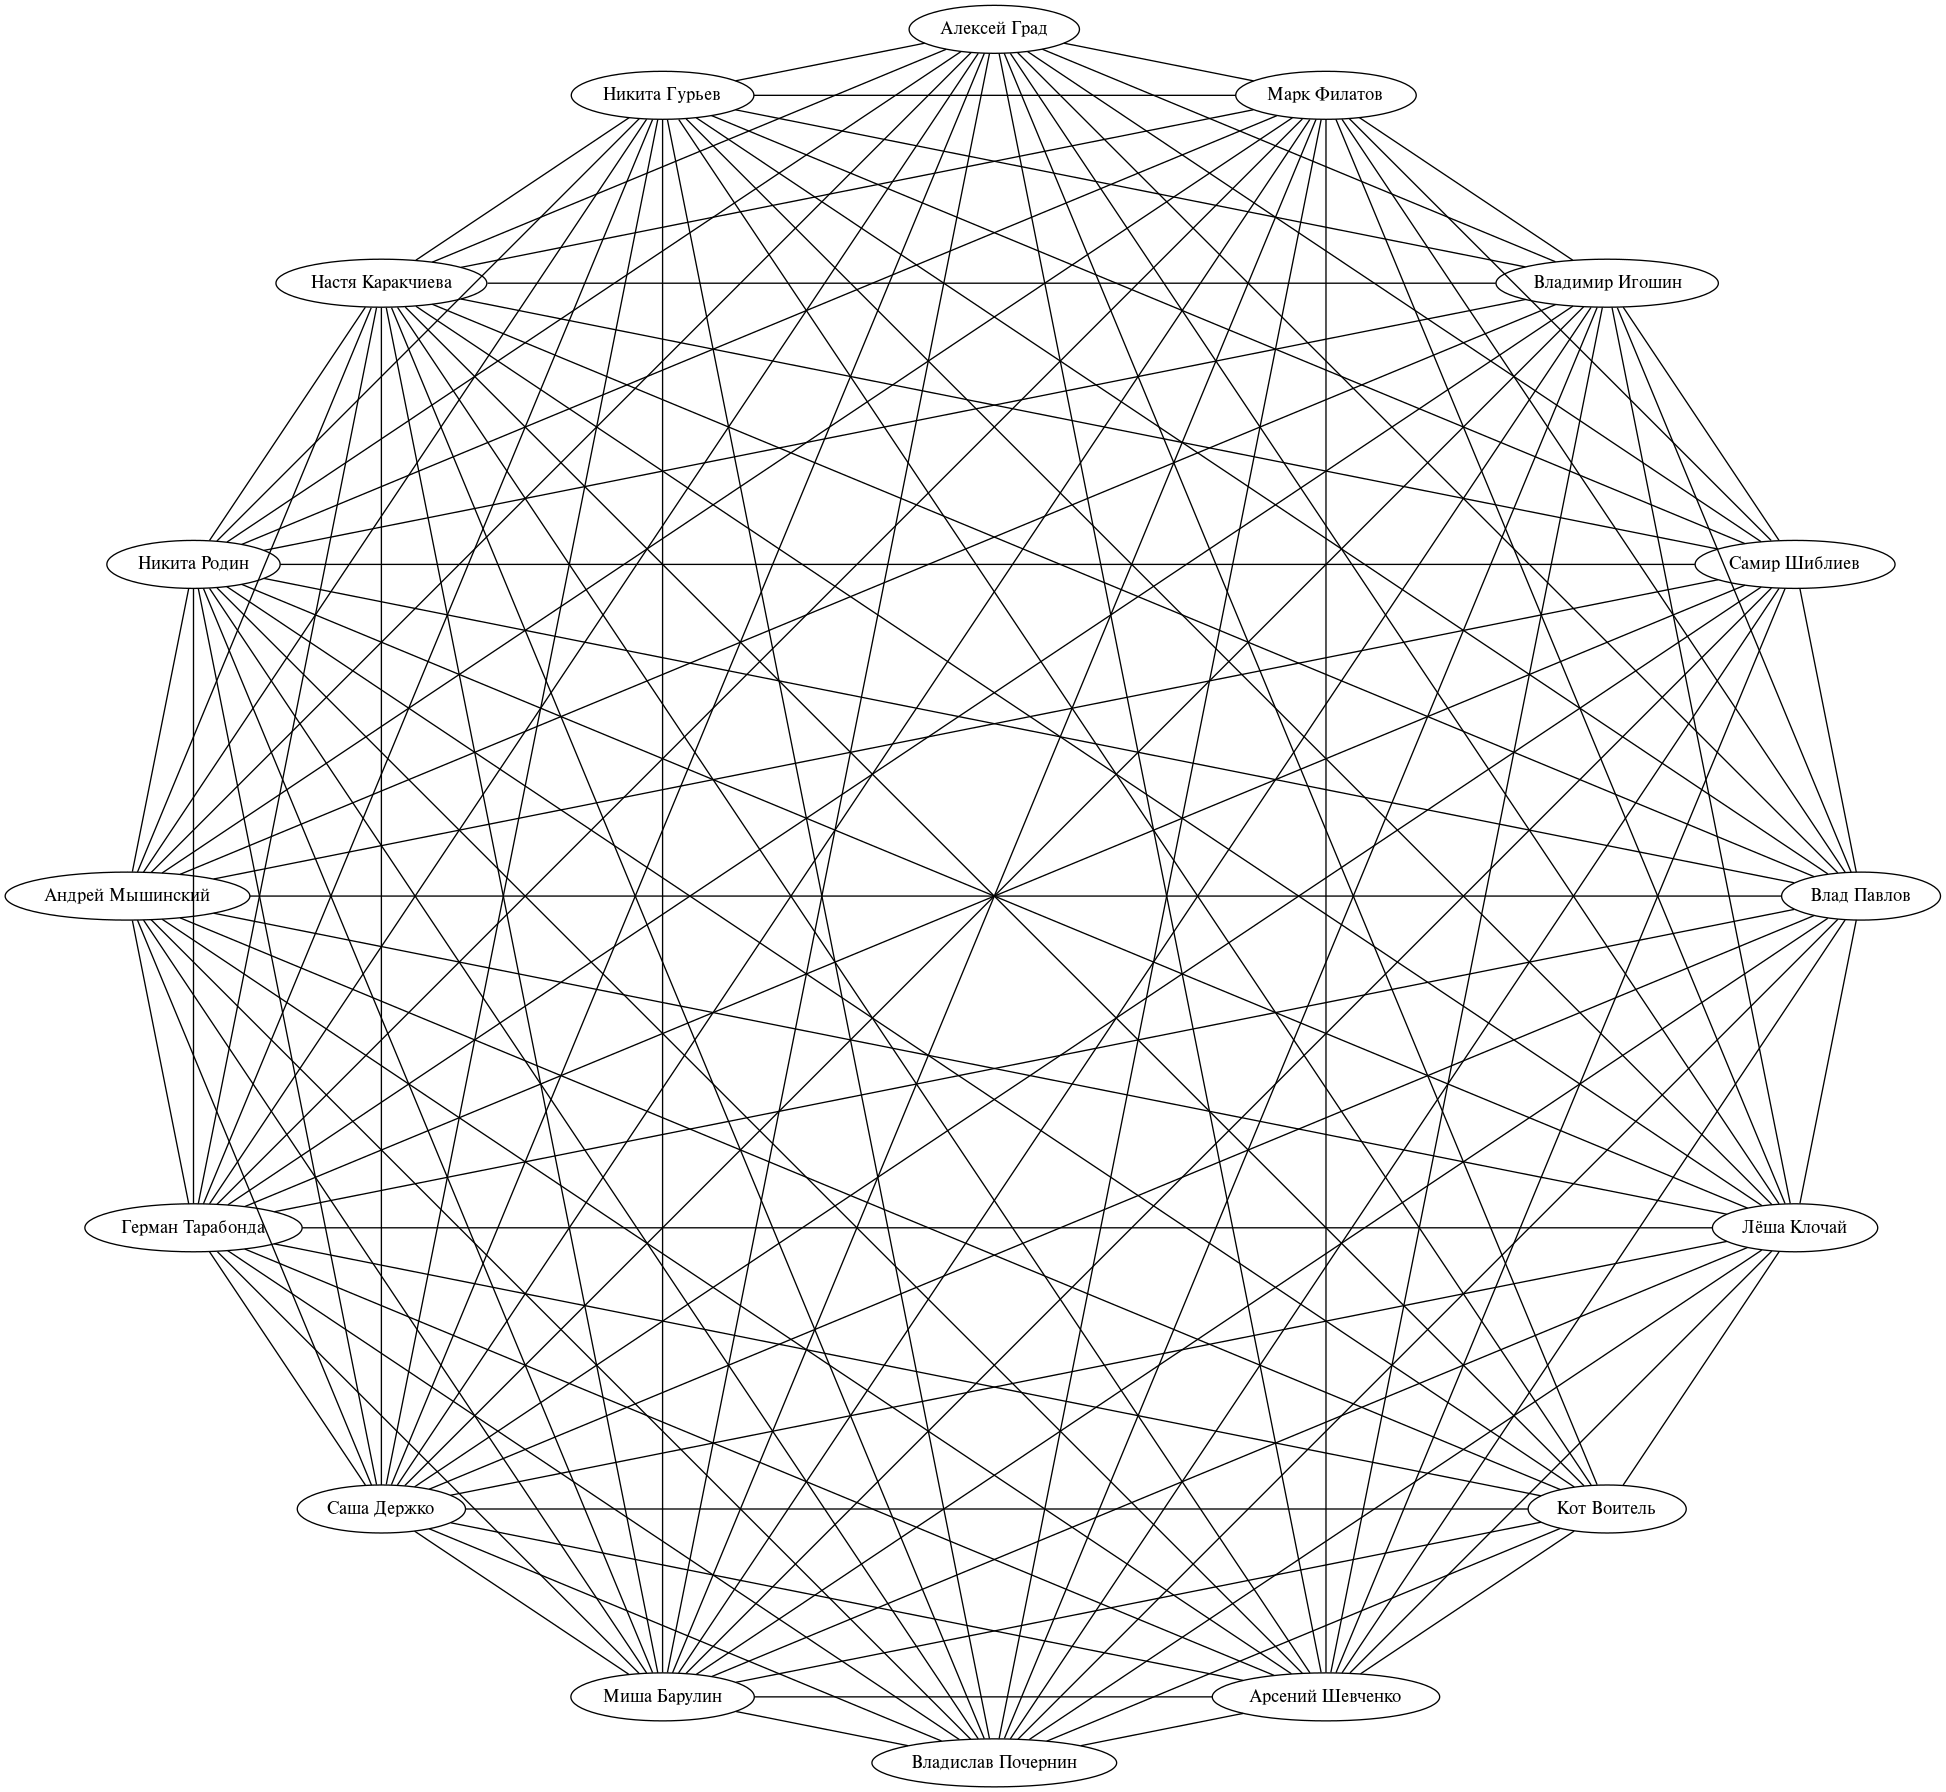 Алексей Град
Никита Гурьев
Марк Филатов
Настя Каракчиева
Владимир Игошин
Никита Родин
Самир Шиблиев
Андрей Мышинский
Влад Павлов
Герман Тарабонда
Лёша Клочай
Саша Держко
Кот Воитель
Миша Барулин
Арсений Шевченко
Владислав Почернин